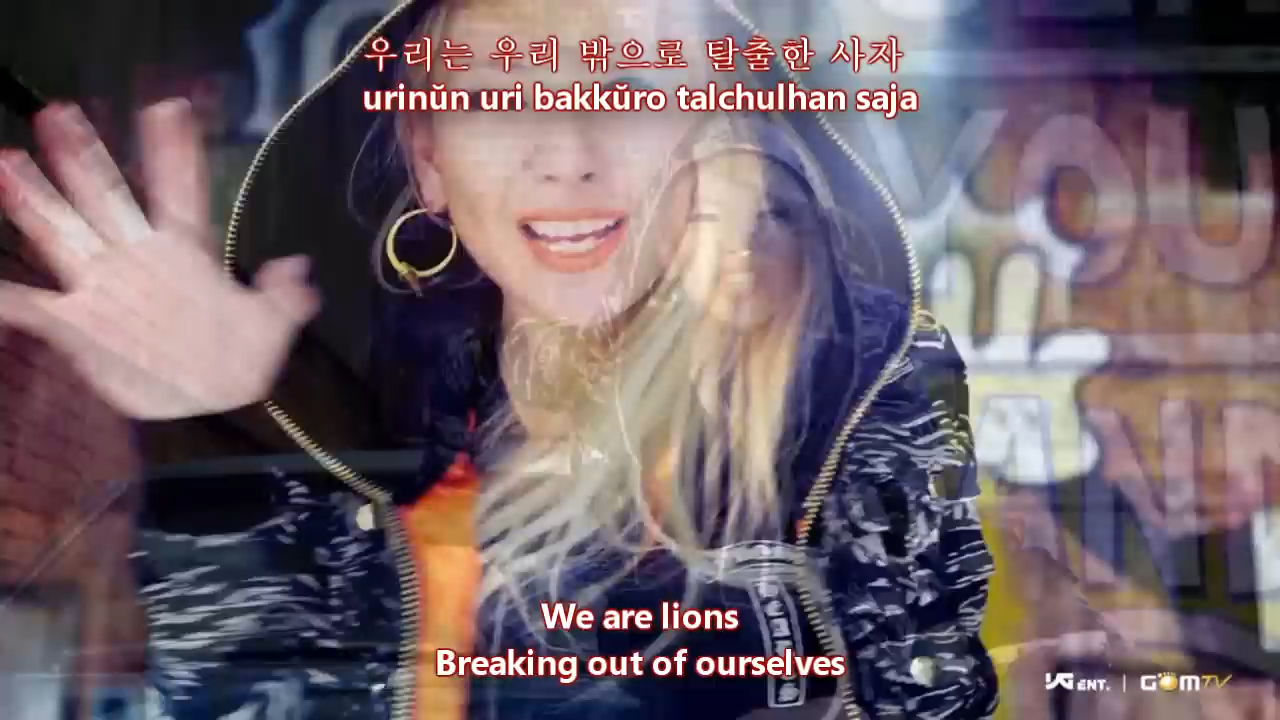 우리는 우리 밖으로 탈출한 사자
urinŭn uri bakkŭro talchulhan saja
YOU
We are lions
Breaking out of ourselves
YG ENT. | GOMTV